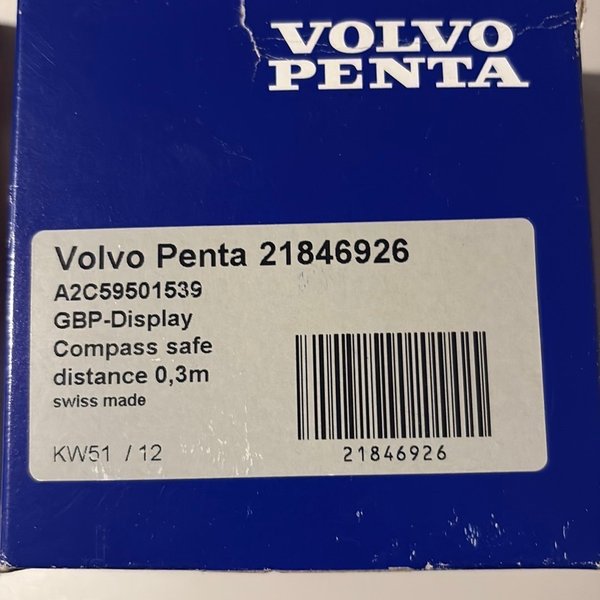 VOLVO
PENTA
Volvo Penta 21846926
A2C59501539
GBP-Display
Compass safe
distance 0,3m
swiss made
KW51 / 12
21846926